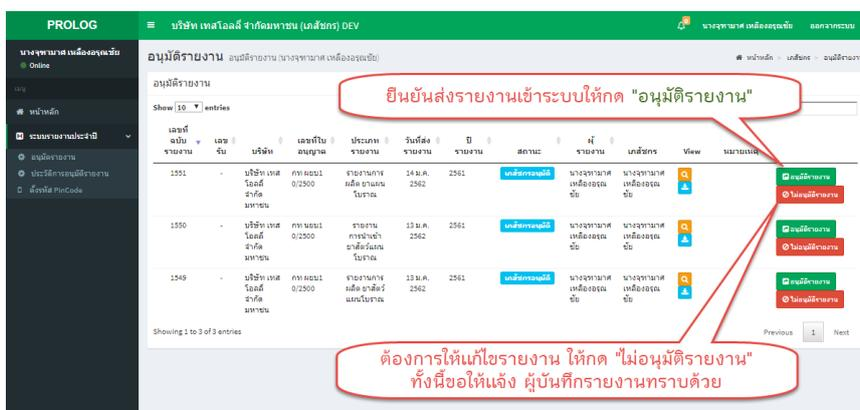 PROLOG
บริษัท เทสโอลลี่ จำกัดมหาชน (เภสัชกร) DEV
นางจุฑามาศ เหลืองอรุณชัย ออกจากระบบ
นางจุฑามาศ เหลืองอรุณชัย
Online
อนุมัติรายงาน อนุมัติรายงาน (นางจุฑามาศ เหลืองอรุณชัย)
หน้าหลัก > เภสัชกร > อนุมัติรายงาน
เมนู
หน้าหลัก
ระบบรายงานประจำปี
อนุมัติรายงาน
ประวัติการอนุมัติรายงาน
ตั้งรหัส PinCode
อนุมัติรายงาน
ยืนยันส่งรายงานเข้าระบบให้กด "อนุมัติรายงาน"
Show 10 entries
เลขที่ฉบับรายงาน เลขรับ บริษัท เลขที่ใบอนุญาต ประเภทรายงาน วันที่ส่งรายงาน ปีรายงาน สถานะ ผู้รายงาน เภสัชกร View หมายเหตุ
1551 - บริษัท เทสโอลลี่ จำกัดมหาชน กท ผยบ1 0/2500 รายงานการผลิต ยาแผนโบราณ 14 ม.ค. 2562 2561 เภสัชกรอนุมัติ นางจุฑามาศ เหลืองอรุณชัย นางจุฑามาศ เหลืองอรุณชัย
อนุมัติรายงาน
ไม่อนุมัติรายงาน
1550 - บริษัท เทสโอลลี่ จำกัดมหาชน กท นยบ1 0/2500 รายงานการนำเข้า ยาสัตว์แผนโบราณ 13 ม.ค. 2562 2561 เภสัชกรอนุมัติ นางจุฑามาศ เหลืองอรุณชัย นางจุฑามาศ เหลืองอรุณชัย
อนุมัติรายงาน
ไม่อนุมัติรายงาน
1549 - บริษัท เทสโอลลี่ จำกัดมหาชน กท ผยบ1 0/2500 รายงานการผลิต ยาสัตว์แผนโบราณ 13 ม.ค. 2562 2561 เภสัชกรอนุมัติ นางจุฑามาศ เหลืองอรุณชัย นางจุฑามาศ เหลืองอรุณชัย
อนุมัติรายงาน
ไม่อนุมัติรายงาน
Showing 1 to 3 of 3 entries
Previous 1 Next
ต้องการให้แก้ไขรายงาน ให้กด "ไม่อนุมัติรายงาน"
ทั้งนี้ขอให้แจ้ง ผู้บันทึกรายงานทราบด้วย